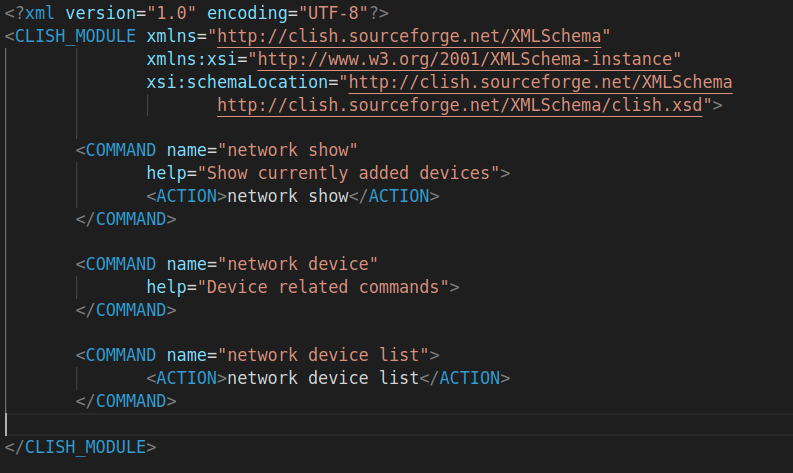 <?xml version="1.0" encoding="UTF-8"?>
<CLISH_MODULE xmlns="http://clish.sourceforge.net/XMLSchema"
xmlns:xsi="http://www.w3.org/2001/XMLSchema-instance"
xsi:schemaLocation="http://clish.sourceforge.net/XMLSchema
http://clish.sourceforge.net/XMLSchema/clish.xsd">
<COMMAND name="network show"
help="Show currently added devices">
<ACTION>network show</ACTION>
</COMMAND>
<COMMAND name="network device"
help="Device related commands">
</COMMAND>
<COMMAND name="network device list">
<ACTION>network device list</ACTION>
</COMMAND>
</CLISH_MODULE>